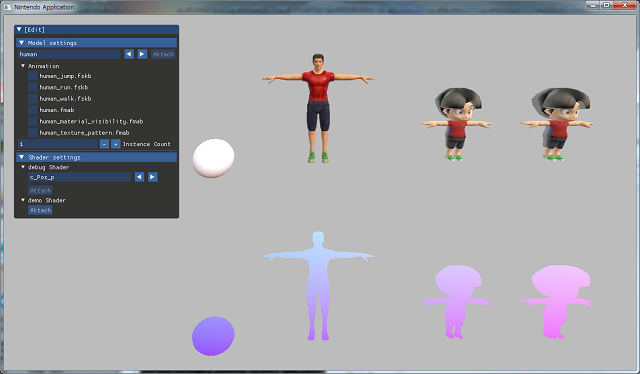 Nintendo Application
[Edit]
Model settings
human Attach
Animation
human_jump.fskb
human_run.fskb
human_walk.fskb
human.fmab
human_material_visibility.fmab
human_texture_pattern.fmab
1 - + Instance Count
Shader settings
debug Shader
c_Pos_p
Attach
demo Shader
Attach